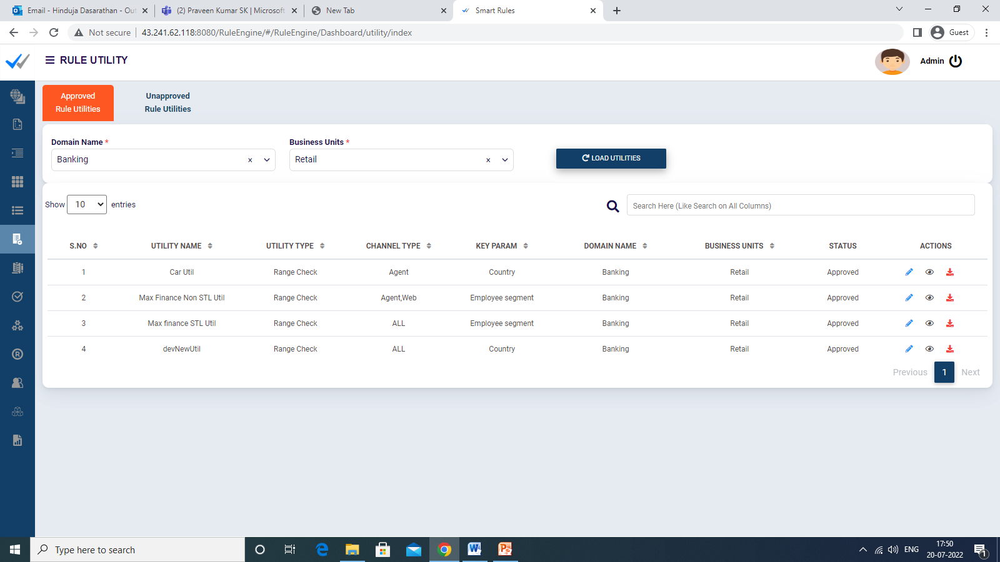 Email - Hinduja Dasarathan - Out
(2) Praveen Kumar SK | Microsoft
New Tab
Smart Rules
Not secure
43.241.62.118:8080/RuleEngine/#/RuleEngine/Dashboard/utility/index
Guest
RULE UTILITY
Admin
Approved
Rule Utilities
Unapproved
Rule Utilities
Domain Name *
Business Units *
Banking
Retail
LOAD UTILITIES
Show 10 entries
Search Here (Like Search on All Columns)
S.NO UTILITY NAME UTILITY TYPE CHANNEL TYPE KEY PARAM DOMAIN NAME BUSINESS UNITS STATUS ACTIONS
1 Car Util Range Check Agent Country Banking Retail Approved
2 Max Finance Non STL Util Range Check Agent,Web Employee segment Banking Retail Approved
3 Max finance STL Util Range Check ALL Employee segment Banking Retail Approved
4 devNewUtil Range Check ALL Country Banking Retail Approved
Previous 1 Next
Type here to search
ENG
17:50
20-07-2022
1